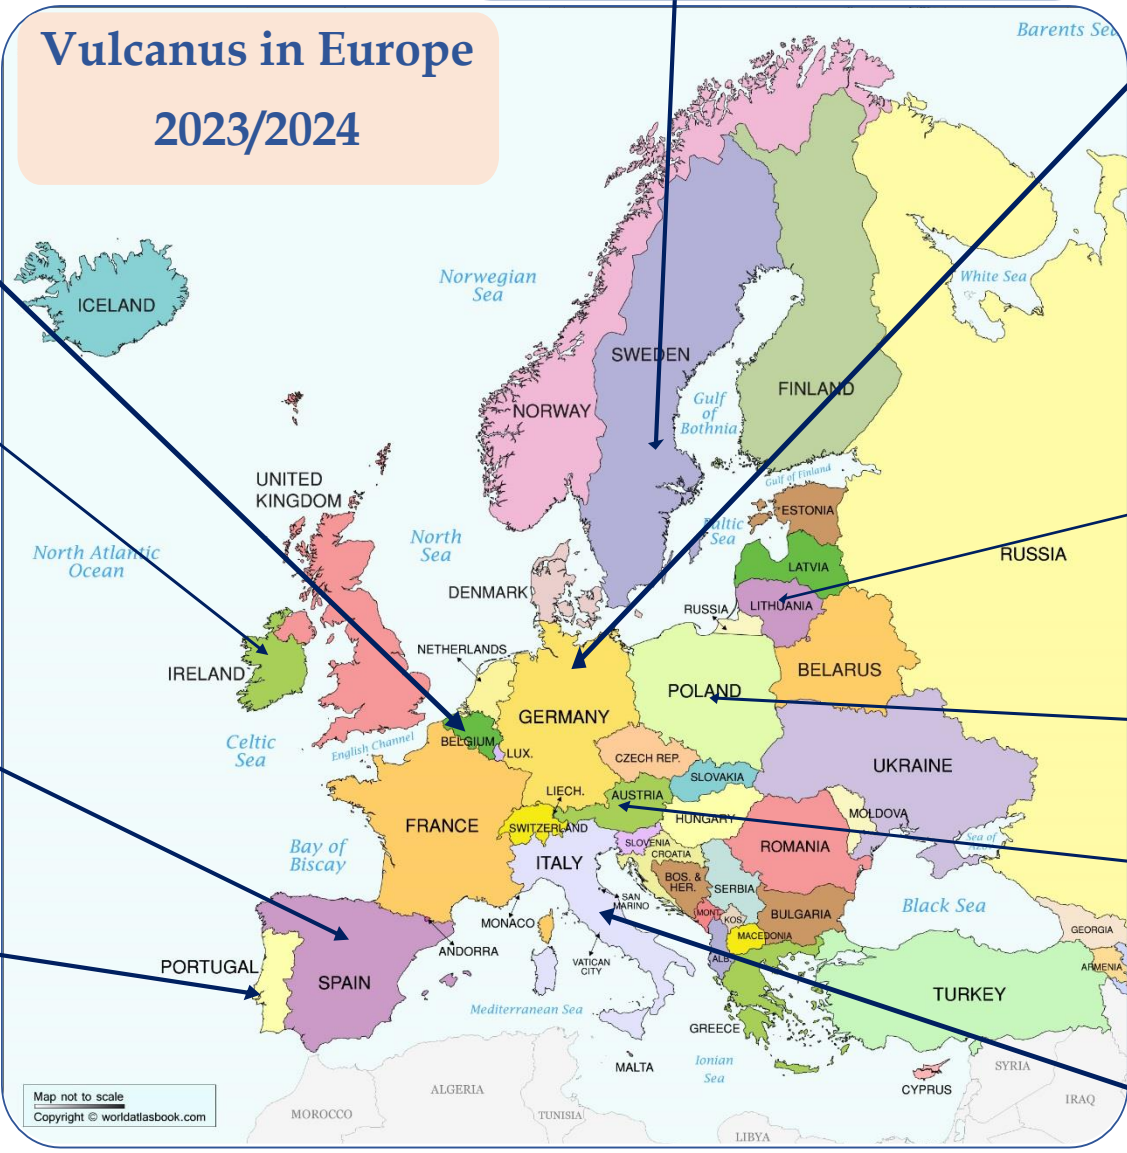 Vulcanus in Europe
2023/2024
Barents Sea
ICELAND
Norwegian
Sea
White Sea
SWEDEN
FINLAND
NORWAY
Gulf
of
Bothnia
Gulf of Finland
UNITED
KINGDOM
ESTONIA
North
Sea
Baltic
Sea
North Atlantic
Ocean
RUSSIA
LATVIA
DENMARK
LITHUANIA
RUSSIA
NETHERLANDS
IRELAND
BELARUS
POLAND
GERMANY
Celtic
Sea
English Channel
BELGIUM
LUX.
CZECH REP.
UKRAINE
SLOVAKIA
LIECH.
AUSTRIA
FRANCE
SWITZERLAND
HUNGARY
MOLDOVA
Bay of
Biscay
SLOVENIA
CROATIA
ROMANIA
Sea of
ITALY
BOS. &
HER.
SERBIA
SAN
MARINO
MONT.
KOS.
BULGARIA
Black Sea
MONACO
MACEDONIA
GEORGIA
ANDORRA
ALB.
VATICAN
CITY
ARMENIA
PORTUGAL
SPAIN
TURKEY
Mediterranean Sea
GREECE
MALTA
Ionian
Sea
SYRIA
CYPRUS
Map not to scale
Copyright © worldatlasbook.com
MOROCCO
ALGERIA
TUNISIA
LIBYA
IRAQ